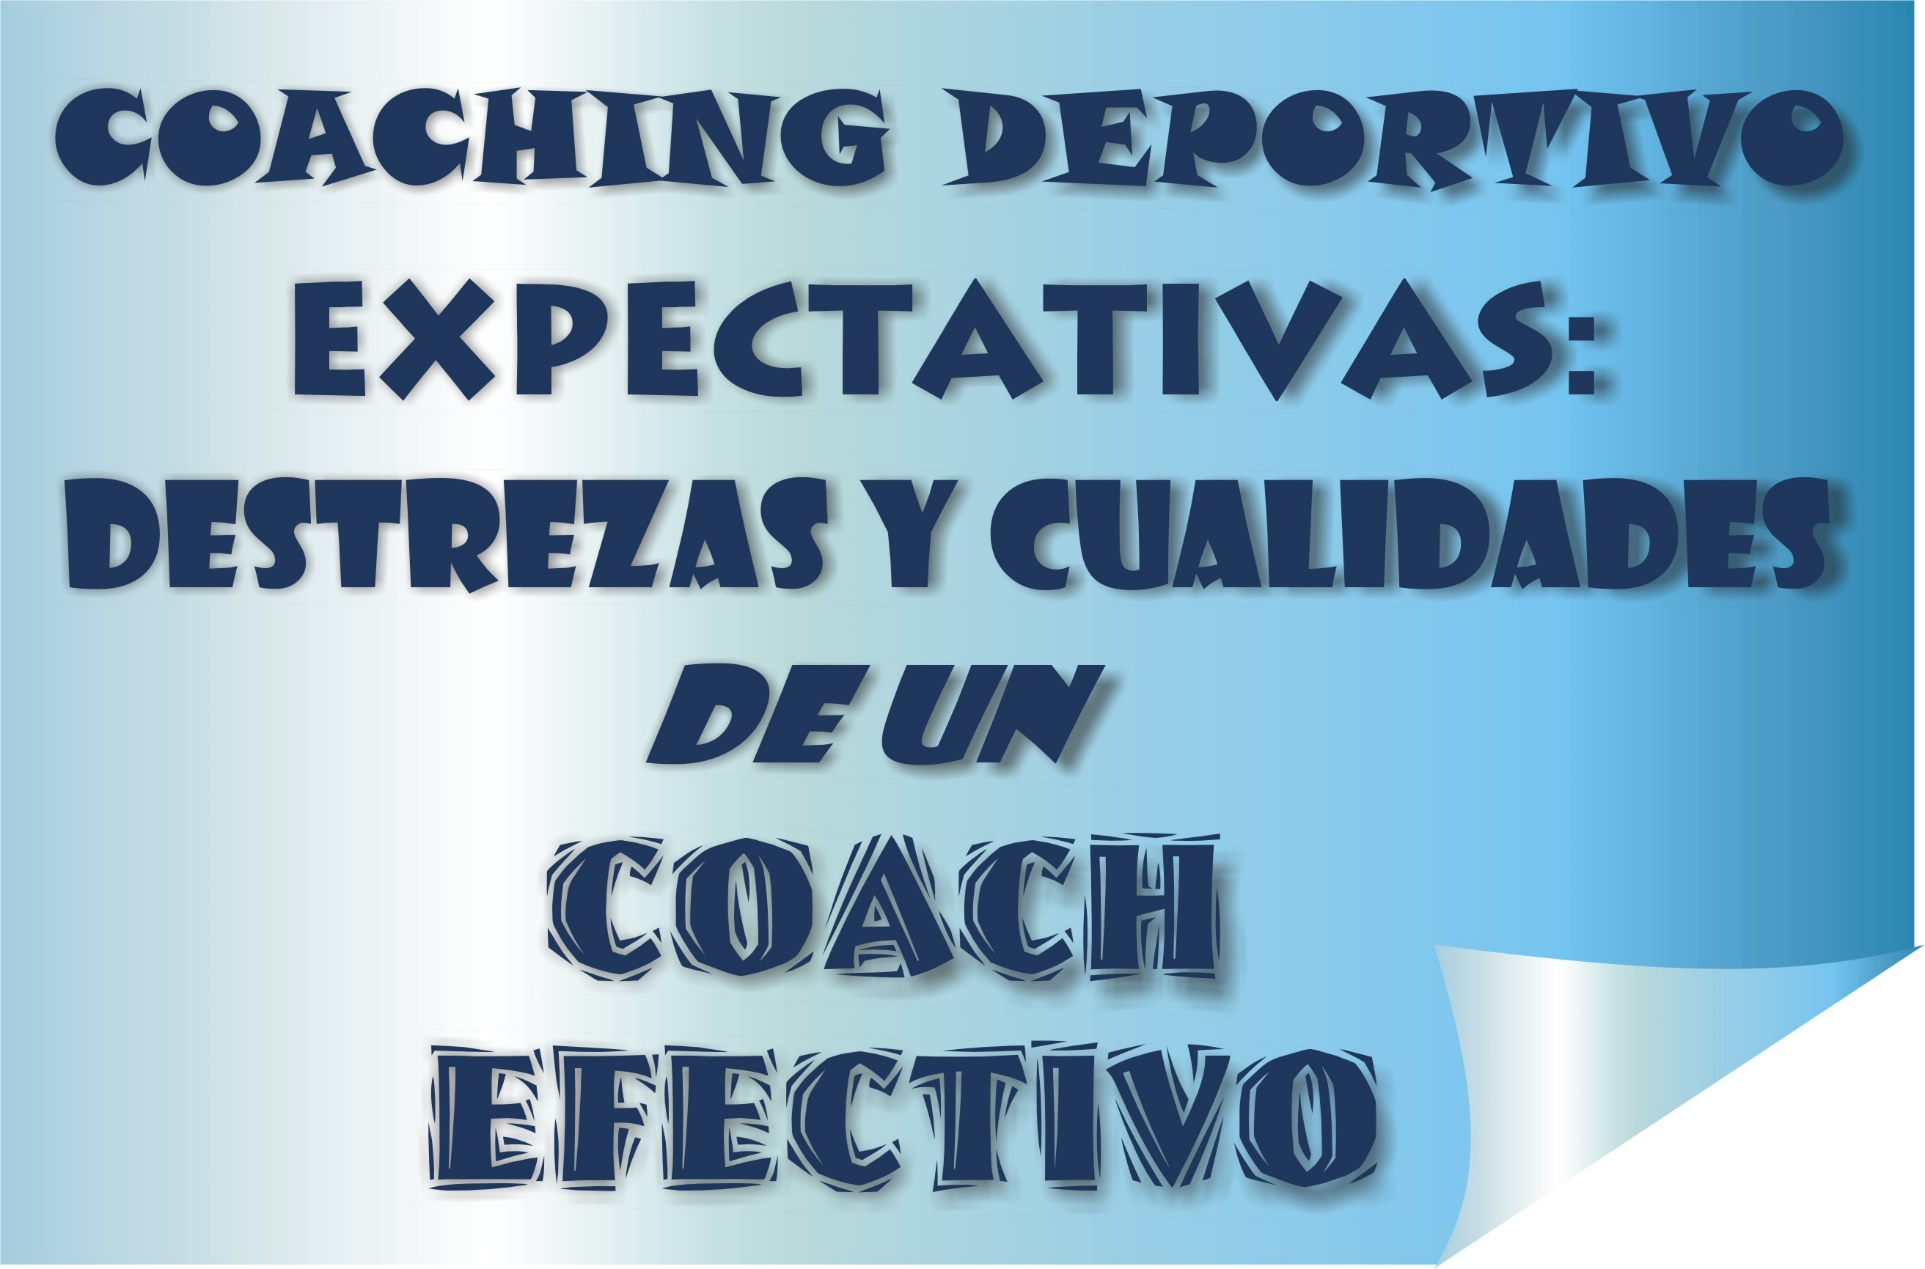 COACHING DEPORTIVO
EXPECTATIVAS:
DESTREZAS Y CUALIDADES
DE UN
COACH
EFECTIVO